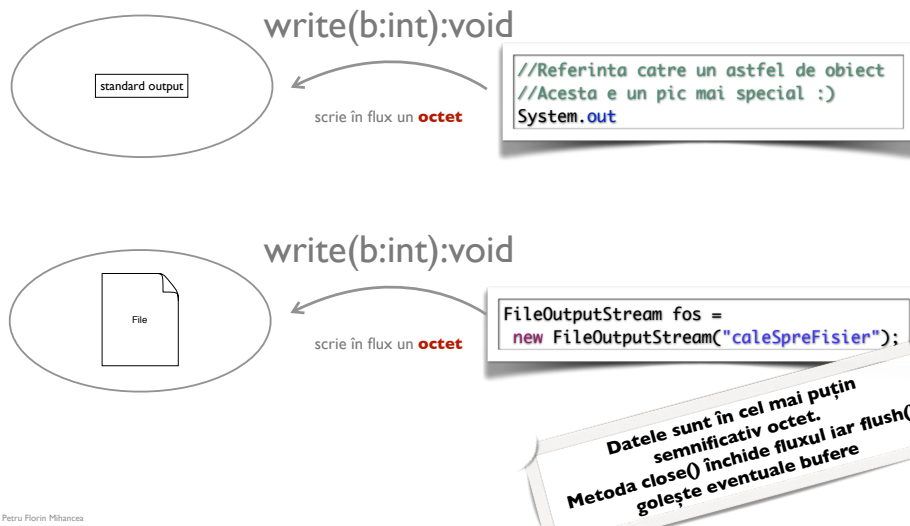 write(b:int):void
standard output
scrie în flux un octet
//Referinta catre un astfel de obiect
//Acesta e un pic mai special :)
System.out
write(b:int):void
File
scrie în flux un octet
FileOutputStream fos =
new FileOutputStream("caleSpreFisier");
Datele sunt în cel mai puțin
semnificativ octet.
Metoda close() închide fluxul iar flush()
golește eventuale bufere
Petru Florin Mihancea